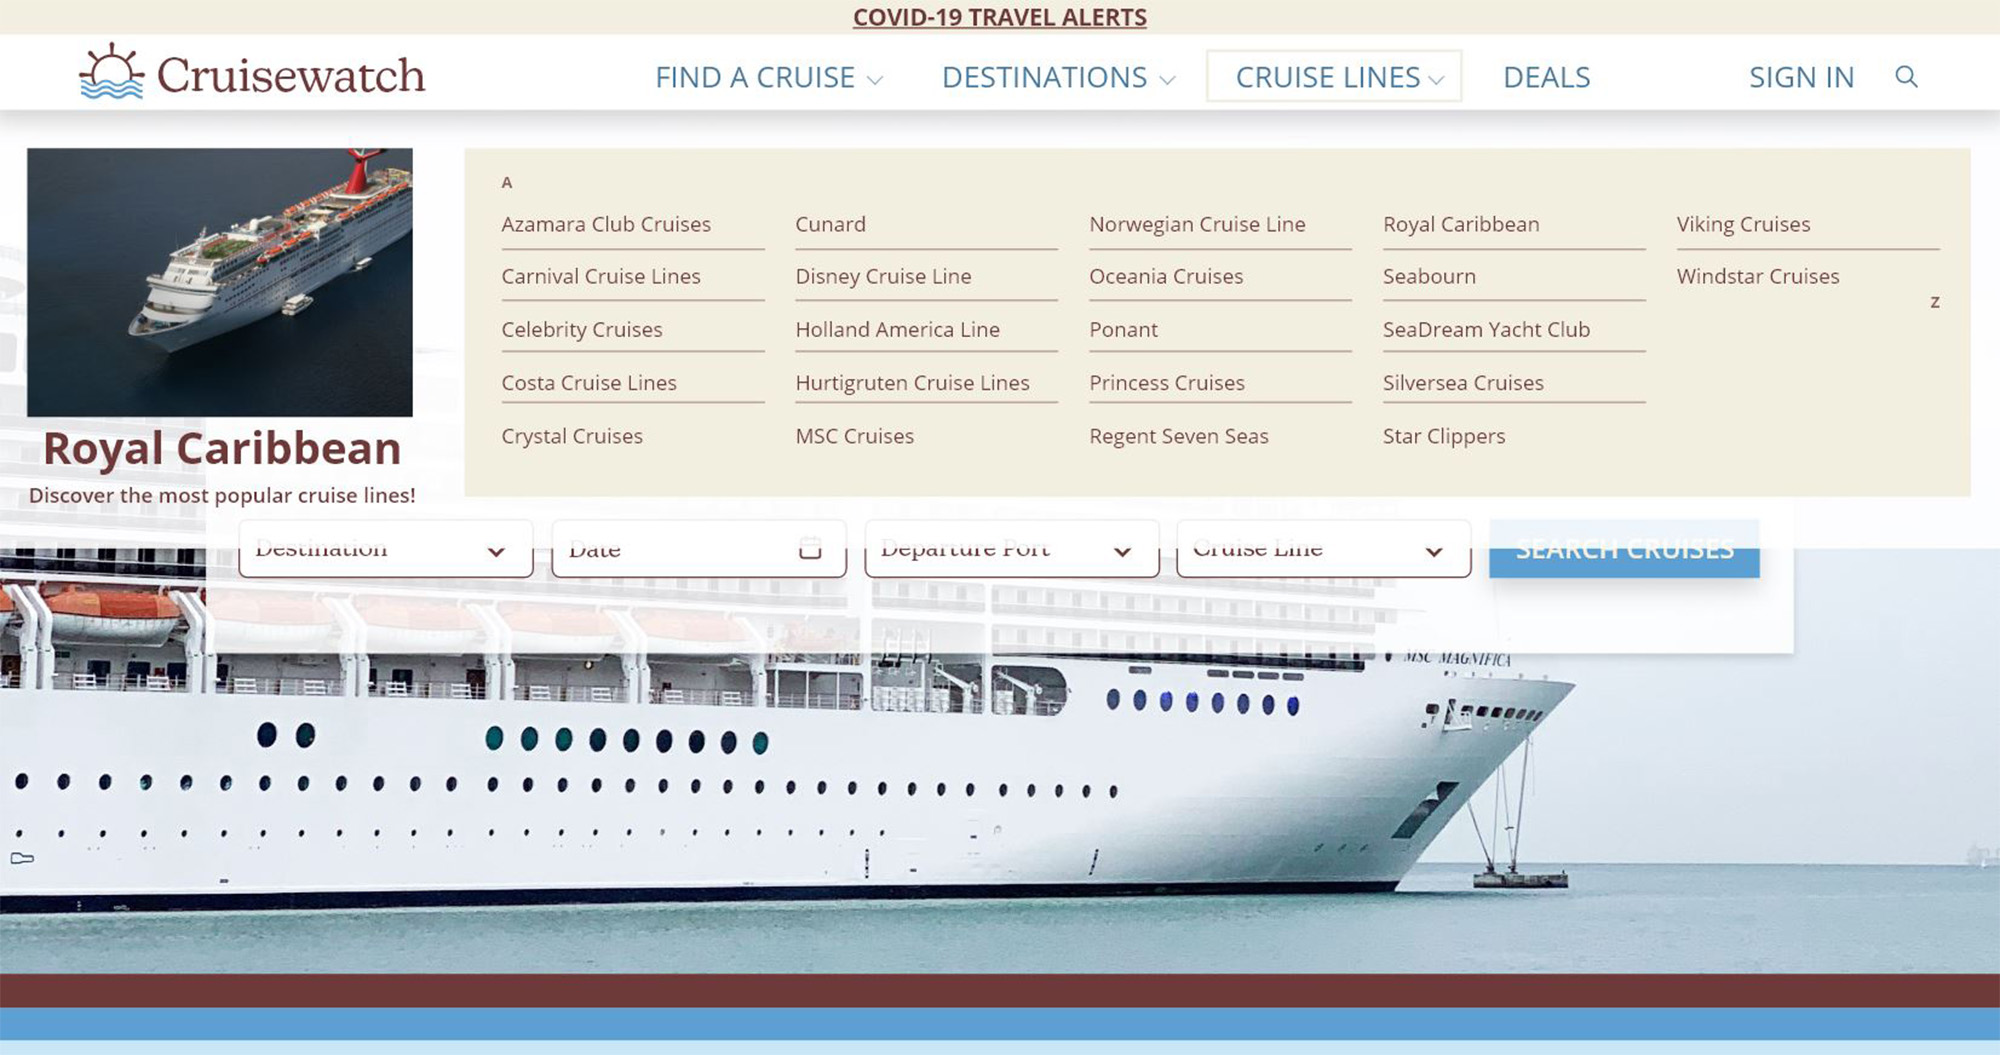 COVID-19 TRAVEL ALERTS
Cruisewatch
FIND A CRUISE
DESTINATIONS
CRUISE LINES
DEALS
SIGN IN
Royal Caribbean
Discover the most popular cruise lines!
A
Azamara Club Cruises
Carnival Cruise Lines
Celebrity Cruises
Costa Cruise Lines
Crystal Cruises
Cunard
Disney Cruise Line
Holland America Line
Hurtigruten Cruise Lines
MSC Cruises
Norwegian Cruise Line
Oceania Cruises
Ponant
Princess Cruises
Regent Seven Seas
Royal Caribbean
Seabourn
SeaDream Yacht Club
Silversea Cruises
Star Clippers
Viking Cruises
Windstar Cruises
Z
Destination
Date
Departure Port
Cruise Line
SEARCH CRUISES
MSC MAGNIFICA